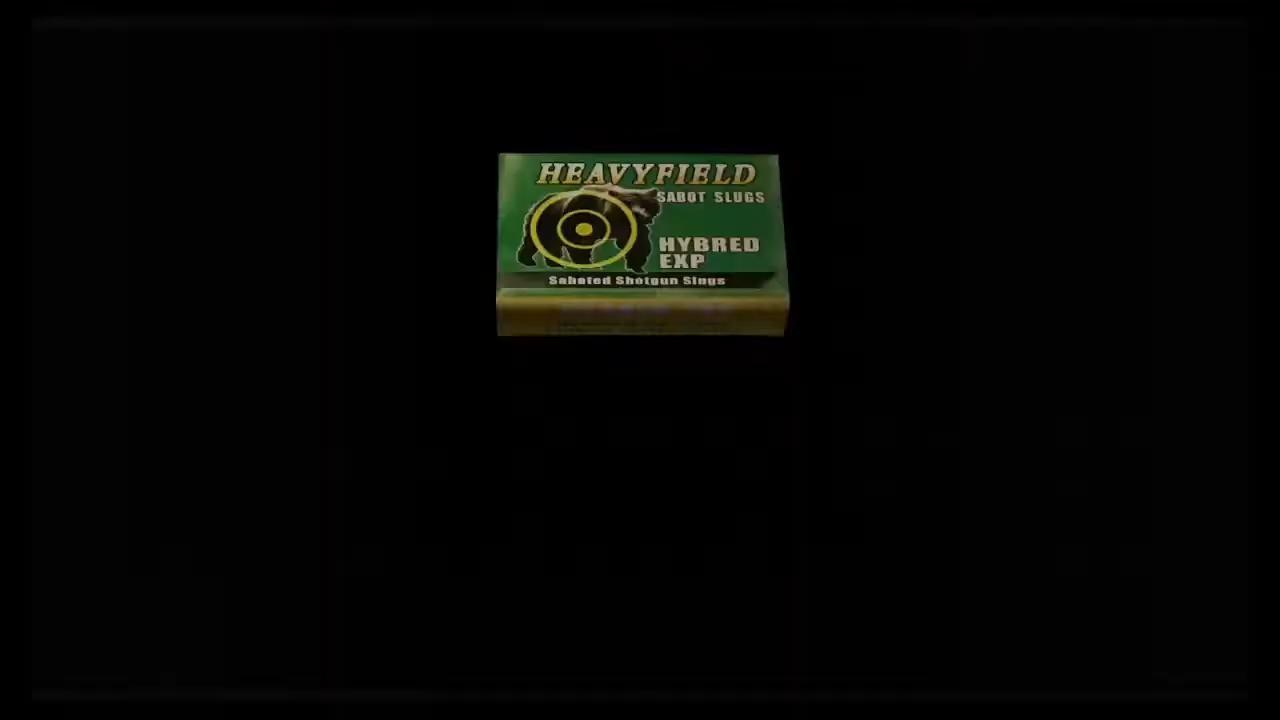 HEAVYFIELD
SABOT SLUGS
HYBRED
EXP
Saboted Shotgun Slugs